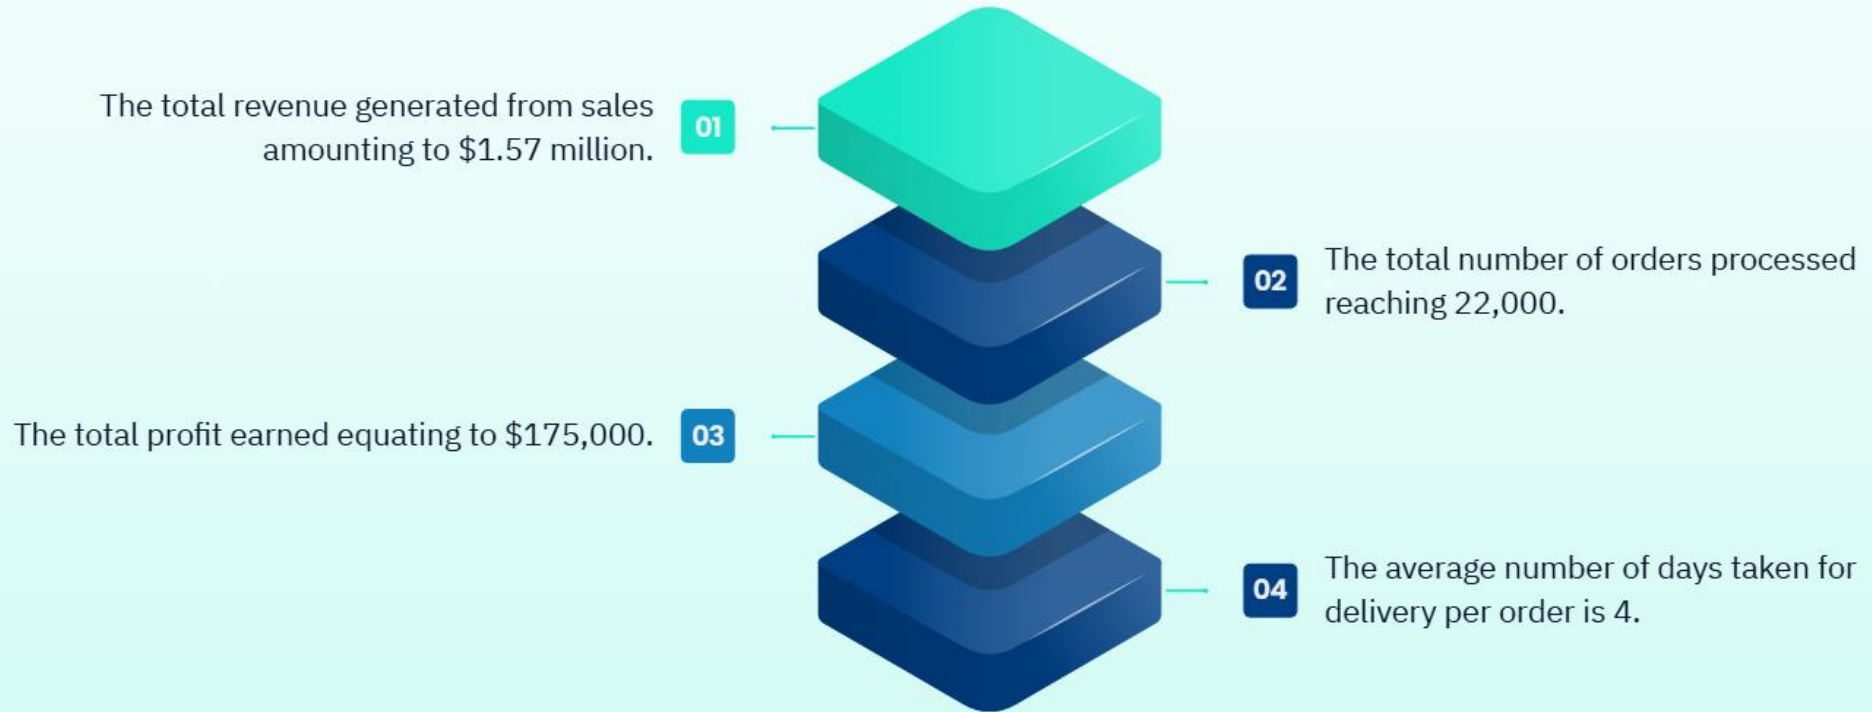 The total revenue generated from sales
amounting to $1.57 million.
01
02
The total number of orders processed
reaching 22,000.
The total profit earned equating to $175,000.
03
04
The average number of days taken for
delivery per order is 4.